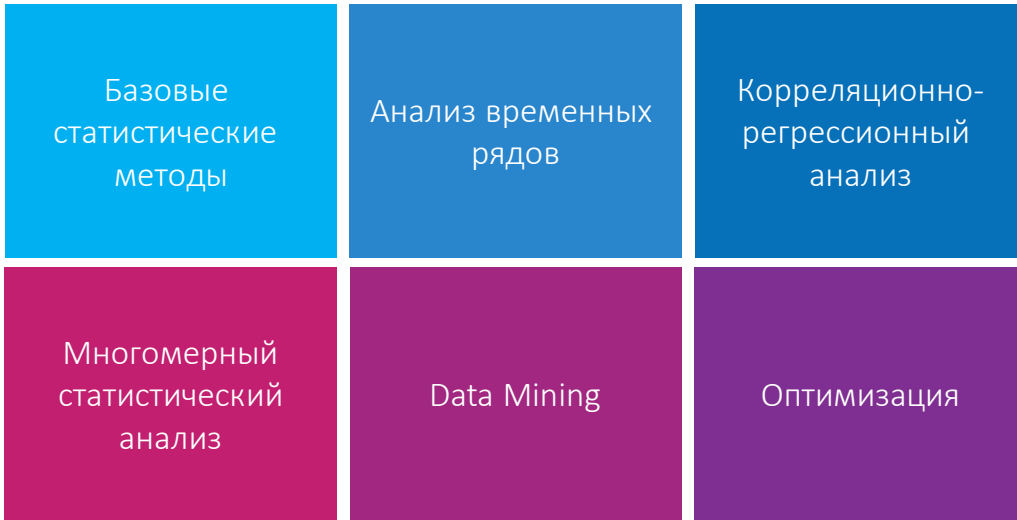 Базовые
статистические
методы
Анализ временных
рядов
Корреляционно-
регрессионный
анализ
Многомерный
статистический
анализ
Data Mining
Оптимизация